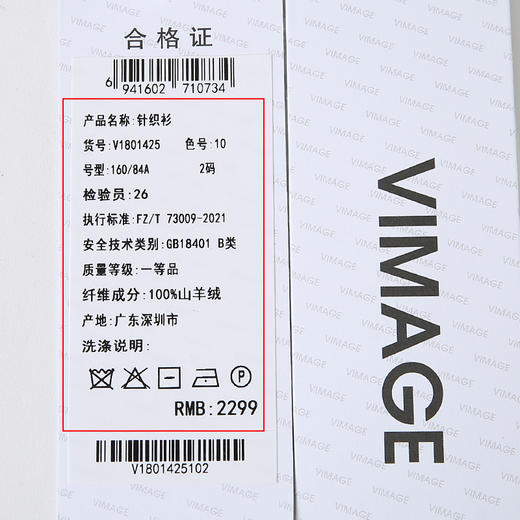 合格证
6 941602 710734
产品名称:针织衫
货号:V1801425 色号:10
号型:160/84A 2码
检验员:26
执行标准:FZ/T 73009-2021
安全技术类别:GB18401 B类
质量等级:一等品
纤维成分:100%山羊绒
产地:广东深圳市
洗涤说明:
P
RMB:2299
V1801425102
VIMAGE